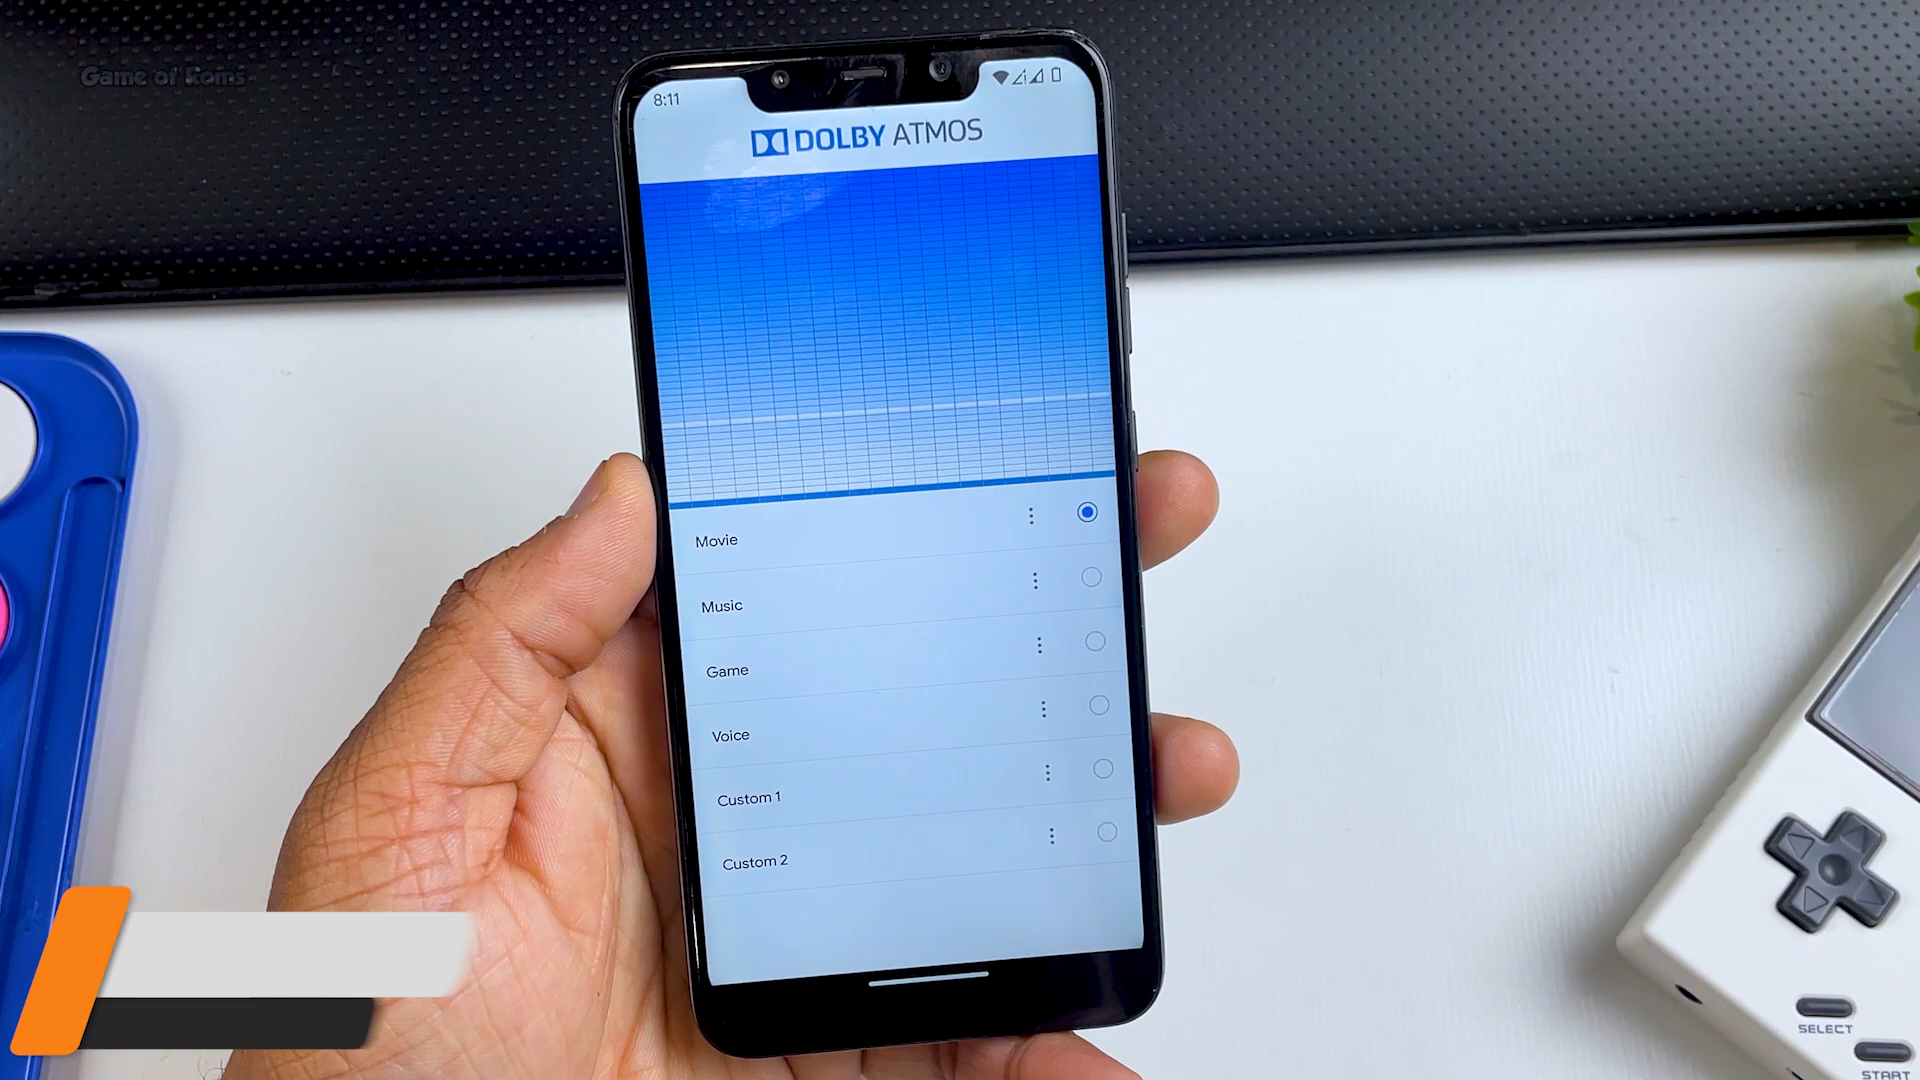 Game of Roms
8:11
DOLBY ATMOS
Movie
Music
Game
Voice
Custom 1
Custom 2
SELECT
START